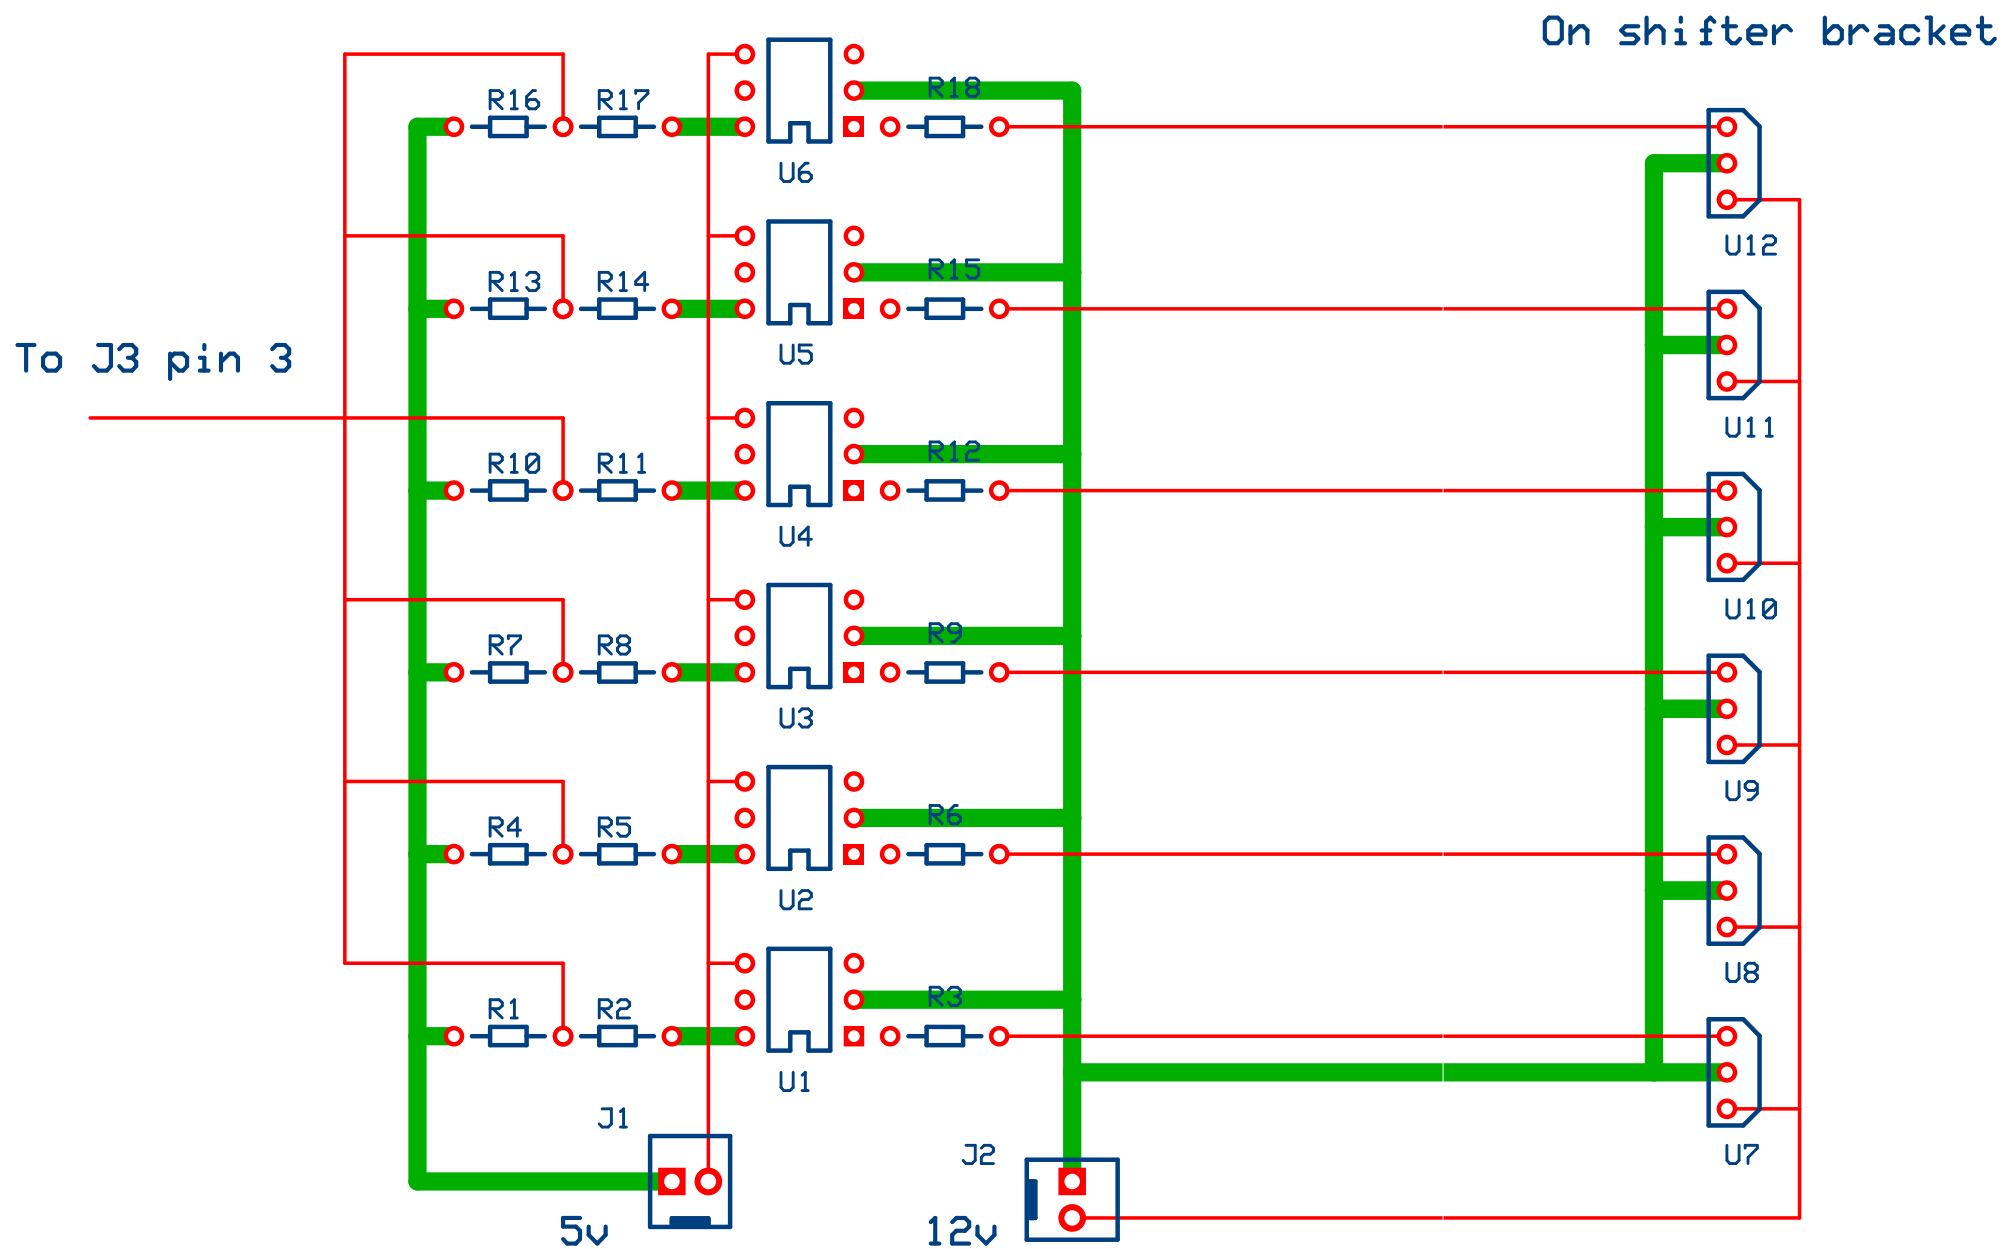 On shifter bracket
R16 R17 R18
U6
U12
R13 R14 R15
U5
To J3 pin 3
U11
R10 R11 R12
U4
U10
R7 R8 R9
U3
U9
R4 R5 R6
U2
U8
R1 R2 R3
U1
J1
J2
U7
5v
12v